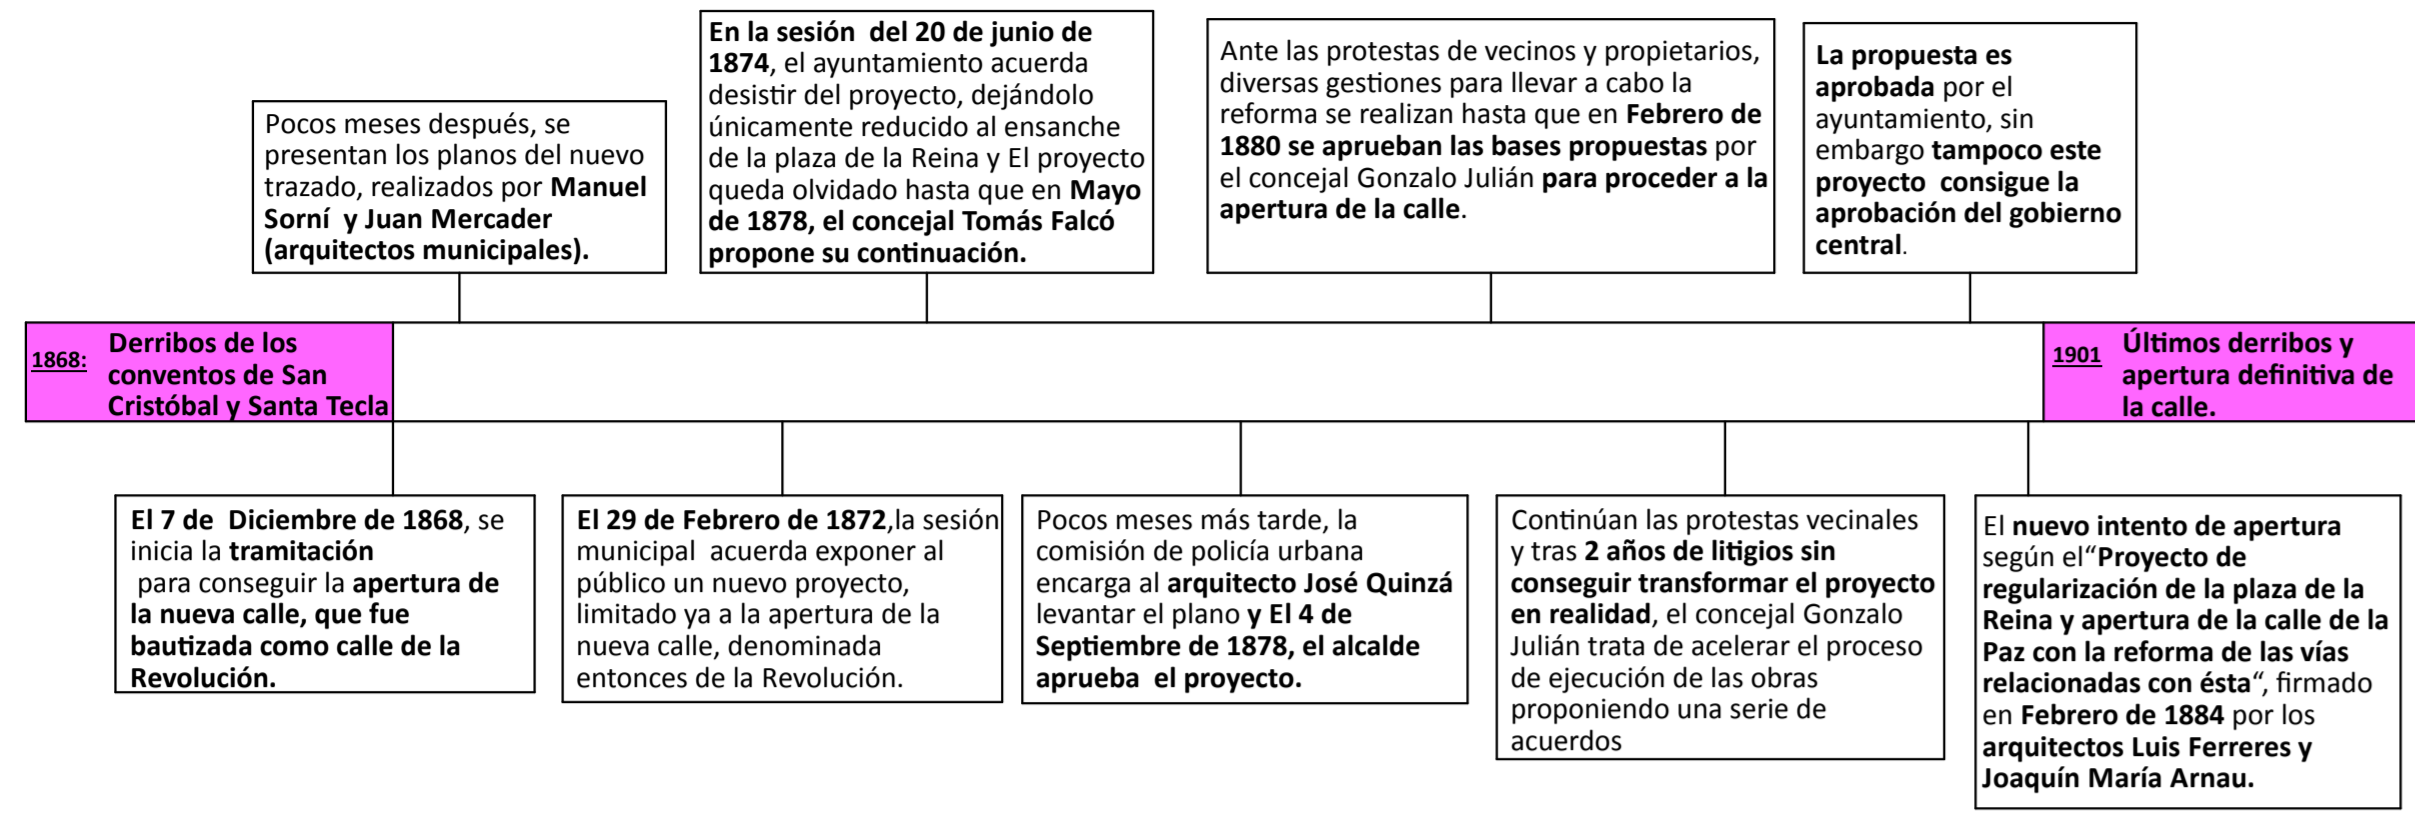 Pocos meses después, se
presentan los planos del nuevo
trazado, realizados por Manuel
Sorní y Juan Mercader
(arquitectos municipales).
En la sesión del 20 de junio de
1874, el ayuntamiento acuerda
desistir del proyecto, dejándolo
únicamente reducido al ensanche
de la plaza de la Reina y El proyecto
queda olvidado hasta que en Mayo
de 1878, el concejal Tomás Falcó
propone su continuación.
Ante las protestas de vecinos y propietarios,
diversas gestiones para llevar a cabo la
reforma se realizan hasta que en Febrero de
1880 se aprueban las bases propuestas por
el concejal Gonzalo Julián para proceder a la
apertura de la calle.
La propuesta es
aprobada por el
ayuntamiento, sin
embargo tampoco este
proyecto consigue la
aprobación del gobierno
central.
1868:
Derribos de los
conventos de San
Cristóbal y Santa Tecla
1901
Últimos derribos y
apertura definitiva de
la calle.
El 7 de Diciembre de 1868, se
inicia la tramitación
para conseguir la apertura de
la nueva calle, que fue
bautizada como calle de la
Revolución.
El 29 de Febrero de 1872,la sesión
municipal acuerda exponer al
público un nuevo proyecto,
limitado ya a la apertura de la
nueva calle, denominada
entonces de la Revolución.
Pocos meses más tarde, la
comisión de policía urbana
encarga al arquitecto José Quinzá
levantar el plano y El 4 de
Septiembre de 1878, el alcalde
aprueba el proyecto.
Continúan las protestas vecinales
y tras 2 años de litigios sin
conseguir transformar el proyecto
en realidad, el concejal Gonzalo
Julián trata de acelerar el proceso
de ejecución de las obras
proponiendo una serie de
acuerdos
El nuevo intento de apertura
según el“Proyecto de
regularización de la plaza de la
Reina y apertura de la calle de la
Paz con la reforma de las vías
relacionadas con ésta“, firmado
en Febrero de 1884 por los
arquitectos Luis Ferreres y
Joaquín María Arnau.